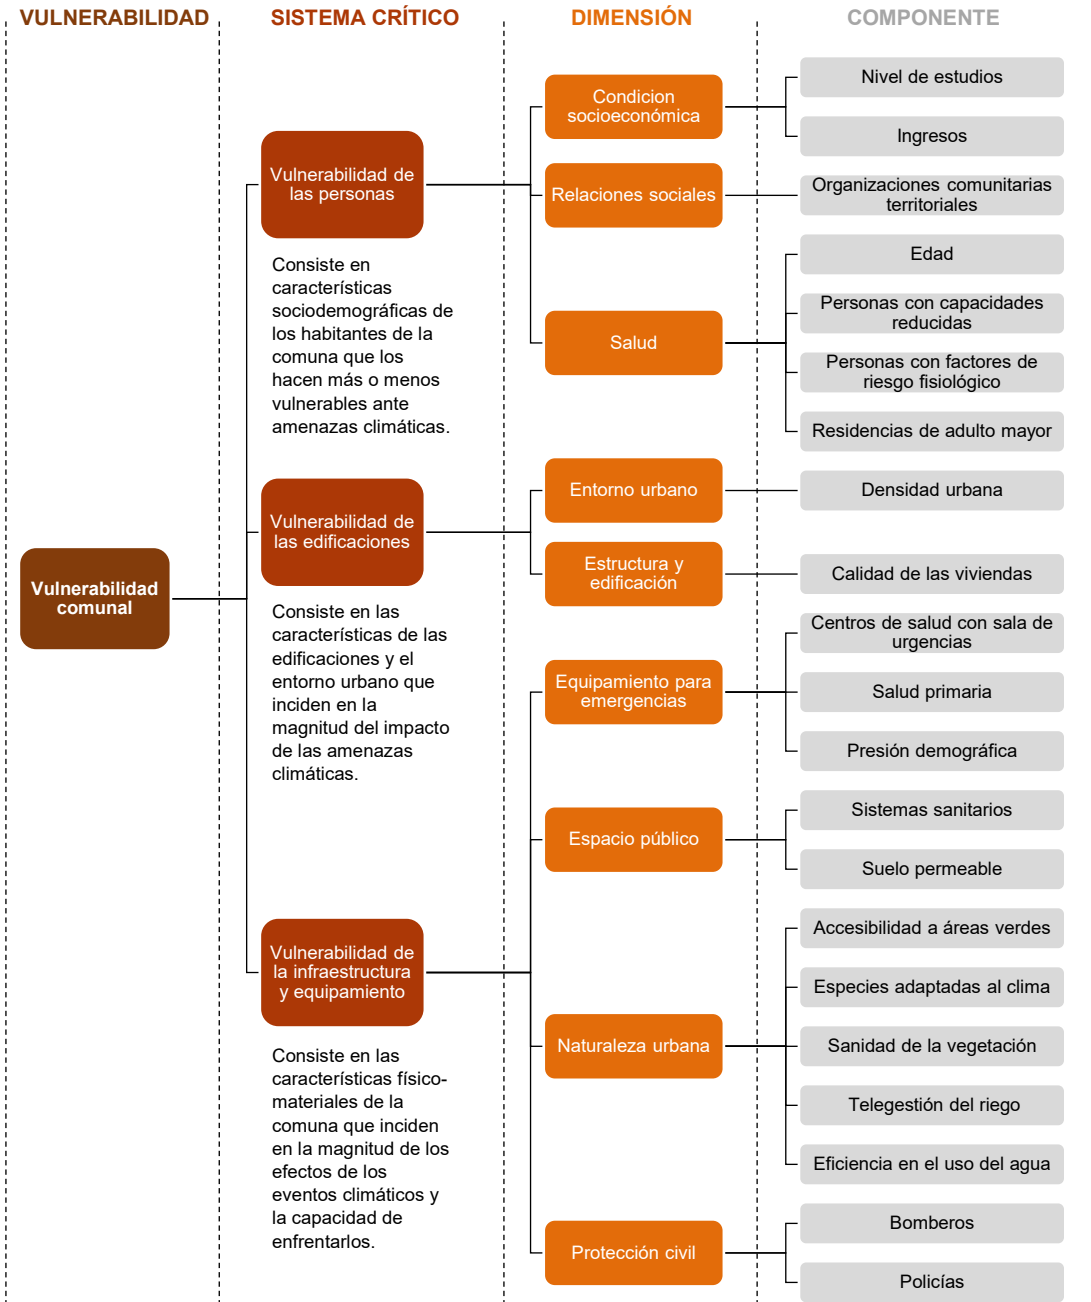 VULNERABILIDAD
SISTEMA CRÍTICO
DIMENSIÓN
COMPONENTE
Vulnerabilidad
comunal
Vulnerabilidad de
las personas
Consiste en
características
sociodemográficas de
los habitantes de la
comuna que los
hacen más o menos
vulnerables ante
amenazas climáticas.
Condicion
socioeconómica
Nivel de estudios
Ingresos
Relaciones sociales
Organizaciones comunitarias
territoriales
Salud
Edad
Personas con capacidades
reducidas
Personas con factores de
riesgo fisiológico
Residencias de adulto mayor
Vulnerabilidad de
las edificaciones
Consiste en las
características de las
edificaciones y el
entorno urbano que
inciden en la
magnitud del impacto
de las amenazas
climáticas.
Entorno urbano
Densidad urbana
Estructura y
edificación
Calidad de las viviendas
Vulnerabilidad de
la infraestructura
y equipamiento
Consiste en las
características físico-
materiales de la
comuna que inciden
en la magnitud de los
efectos de los
eventos climáticos y
la capacidad de
enfrentarlos.
Equipamiento para
emergencias
Centros de salud con sala de
urgencias
Salud primaria
Presión demográfica
Espacio público
Sistemas sanitarios
Suelo permeable
Naturaleza urbana
Accesibilidad a áreas verdes
Especies adaptadas al clima
Sanidad de la vegetación
Telegestión del riego
Eficiencia en el uso del agua
Protección civil
Bomberos
Policías